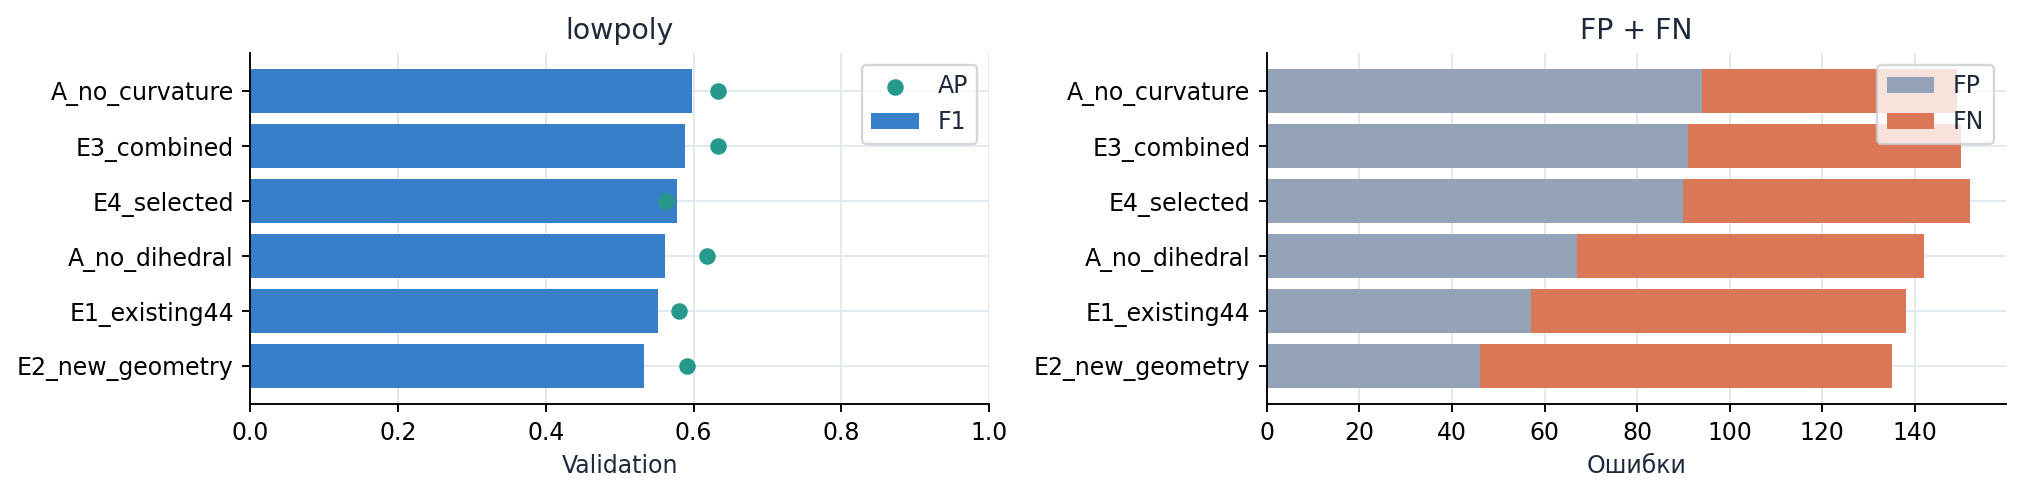 lowpoly
A_no_curvature
E3_combined
E4_selected
A_no_dihedral
E1_existing44
E2_new_geometry
AP
F1
0.0 0.2 0.4 0.6 0.8 1.0
Validation
FP + FN
A_no_curvature
E3_combined
E4_selected
A_no_dihedral
E1_existing44
E2_new_geometry
FP
FN
0 20 40 60 80 100 120 140
Ошибки